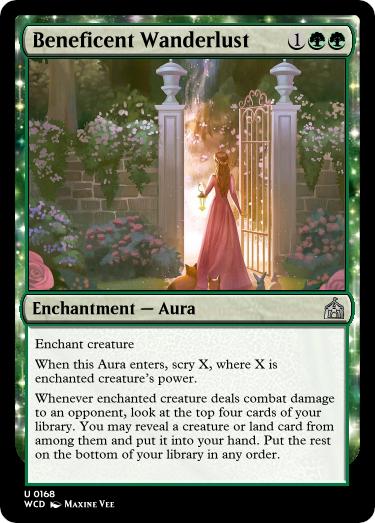 Beneficent Wanderlust 1
Enchantment — Aura
Enchant creature
When this Aura enters, scry X, where X is
enchanted creature's power.
Whenever enchanted creature deals combat damage
to an opponent, look at the top four cards of your
library. You may reveal a creature or land card from
among them and put it into your hand. Put the rest
on the bottom of your library in any order.
U 0168
WCD Maxine Vee